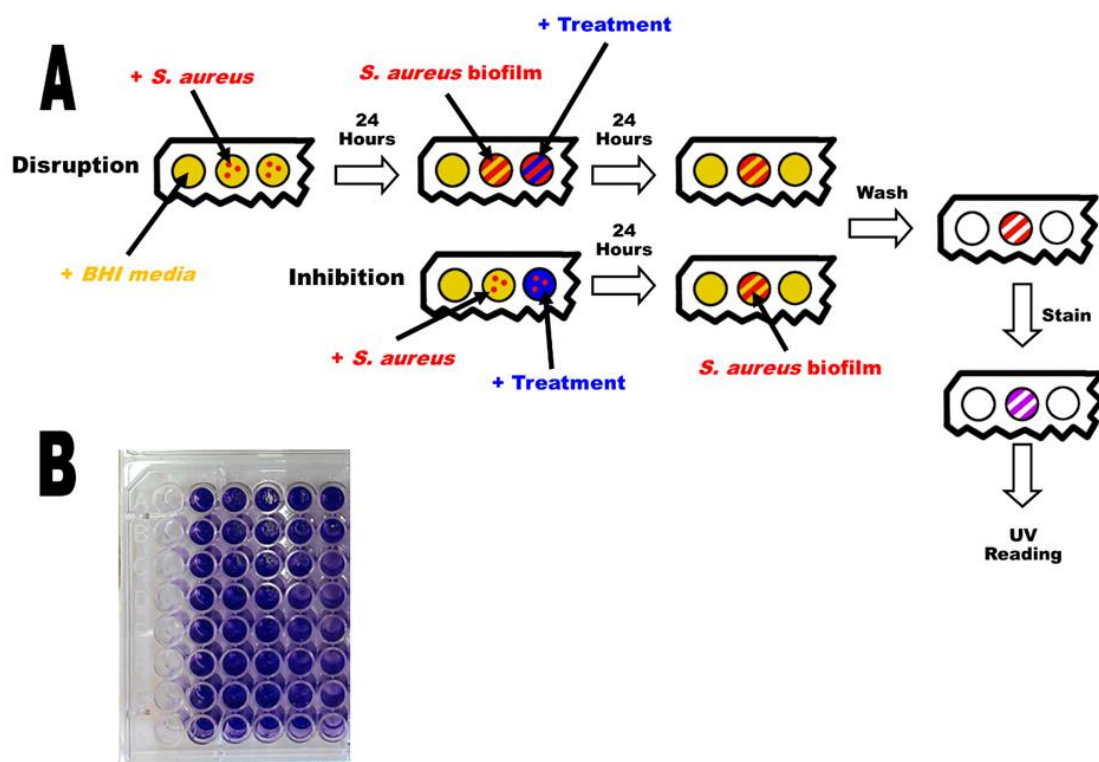 A
+ Treatment
+ S. aureus
S. aureus biofilm
24
Hours
24
Hours
Disruption
Wash
+ BHI media
Inhibition
24
Hours
+ S. aureus
+ Treatment
S. aureus biofilm
Stain
UV
Reading
B
A
B
C
D